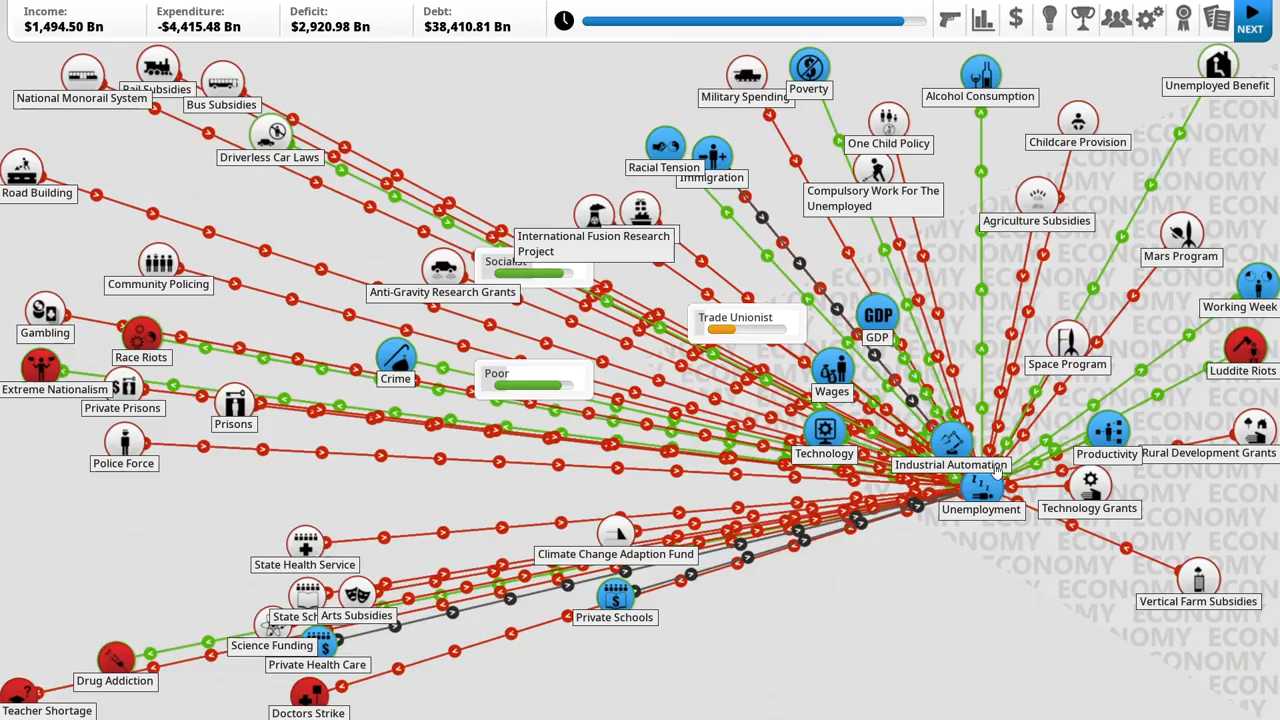 Income:
$1,494.50 Bn
Expenditure:
-$4,415.48 Bn
Deficit:
$2,920.98 Bn
Debt:
$38,410.81 Bn
NEXT
National Monorail System
Rail Subsidies
Bus Subsidies
Driverless Car Laws
Military Spending
Poverty
Alcohol Consumption
Unemployed Benefit
Racial Tension
Immigration
One Child Policy
Childcare Provision
Road Building
Compulsory Work For The
Unemployed
Agriculture Subsidies
International Fusion Research
Project
Socialist
Mars Program
Community Policing
Anti-Gravity Research Grants
Working Week
Trade Unionist
GDP
GDP
Gambling
Race Riots
Crime
Poor
Wages
Space Program
Luddite Riots
Extreme Nationalism
Private Prisons
Prisons
Police Force
Technology
Industrial Automation
Productivity
Rural Development Grants
Unemployment
Technology Grants
State Health Service
Climate Change Adaption Fund
Vertical Farm Subsidies
State Sch
Arts Subsidies
Private Schools
Science Funding
Private Health Care
Drug Addiction
Teacher Shortage
Doctors Strike
ECONOMY